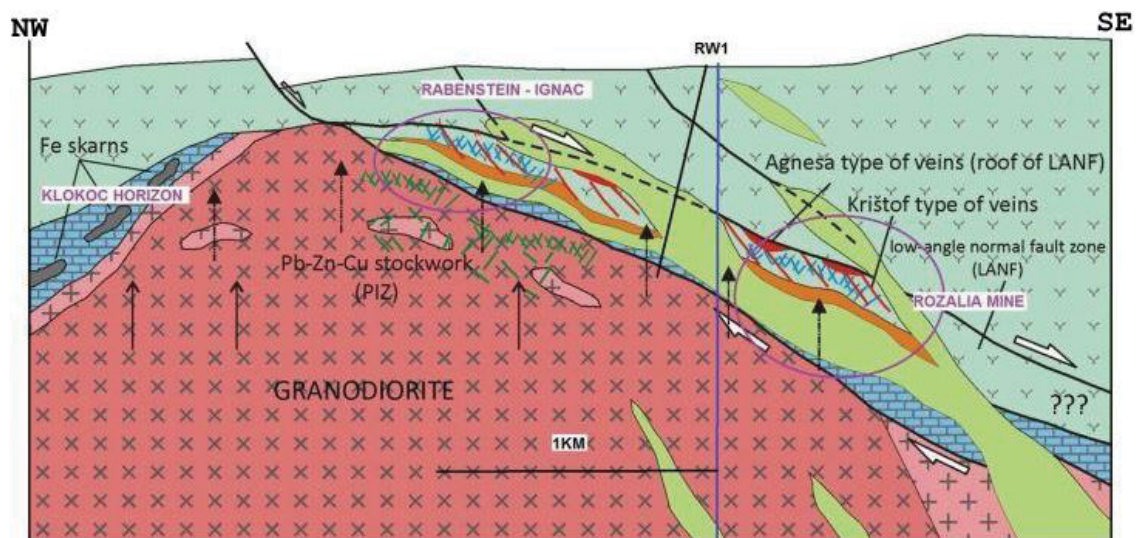 NW
SE
RW1
RABENSTEIN - IGNAC
Fe skarns
KLOKOC HORIZON
Agnesa type of veins (roof of LANF)
Krištof type of veins
low-angle normal fault zone
(LANF)
ROZALIA MINE
Pb-Zn-Cu stockwork
(PIZ)
GRANODIORITE
???
1KM